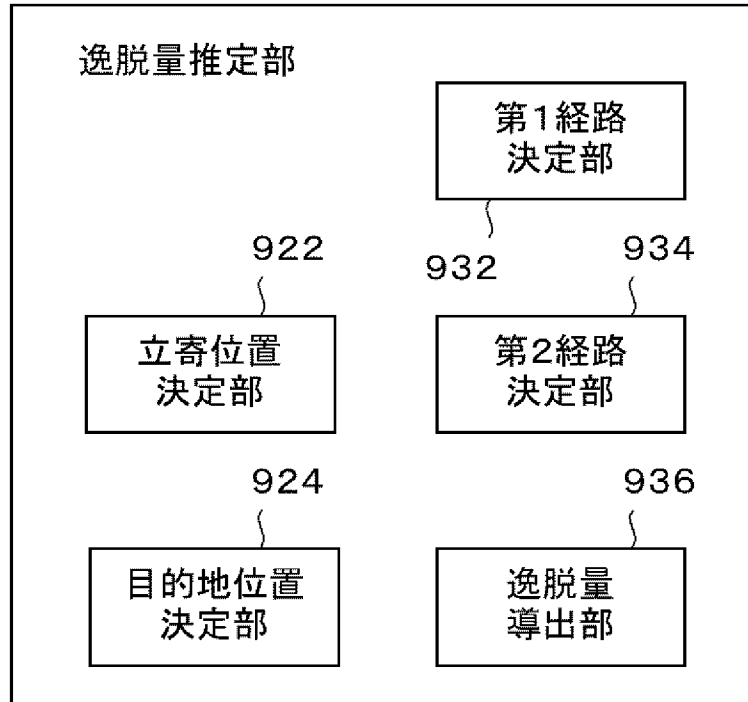 逸脱量推定部
第1経路
決定部
932
922
立寄位置
決定部
934
第2経路
決定部
924
目的地位置
決定部
936
逸脱量
導出部